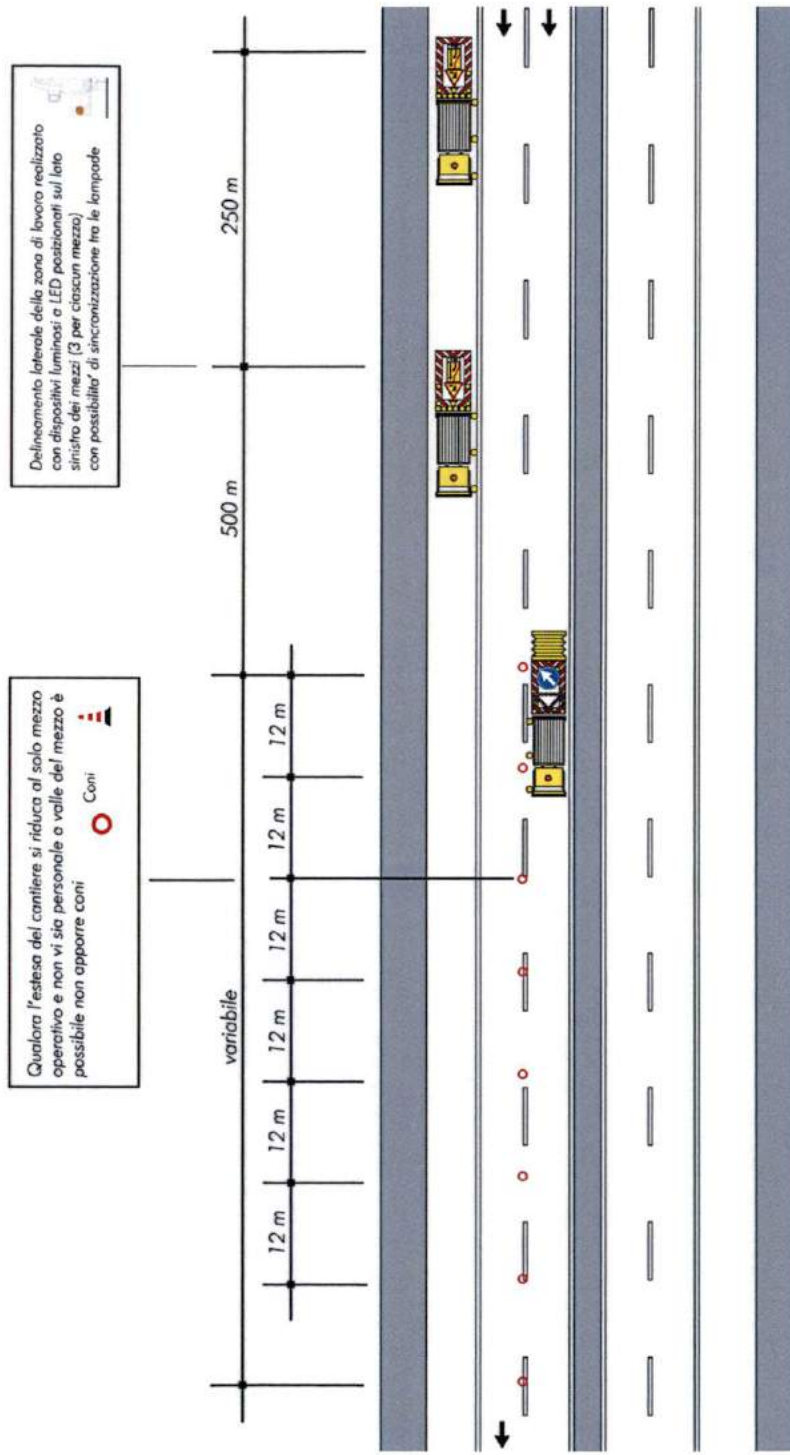 Delineamento laterale della zona di lavoro realizzato
con dispositivi luminosi a LED posizionati sul lato
sinistro dei mezzi (3 per ciascun mezzo)
con possibilita' di sincronizzazione tra le lampade
Qualora l'estesa del cantiere si riduca al solo mezzo
operativo e non vi sia personale a valle del mezzo è
possibile non apporre coni
Coni
250 m
500 m
variabile
12 m
12 m
12 m
12 m
12 m
12 m